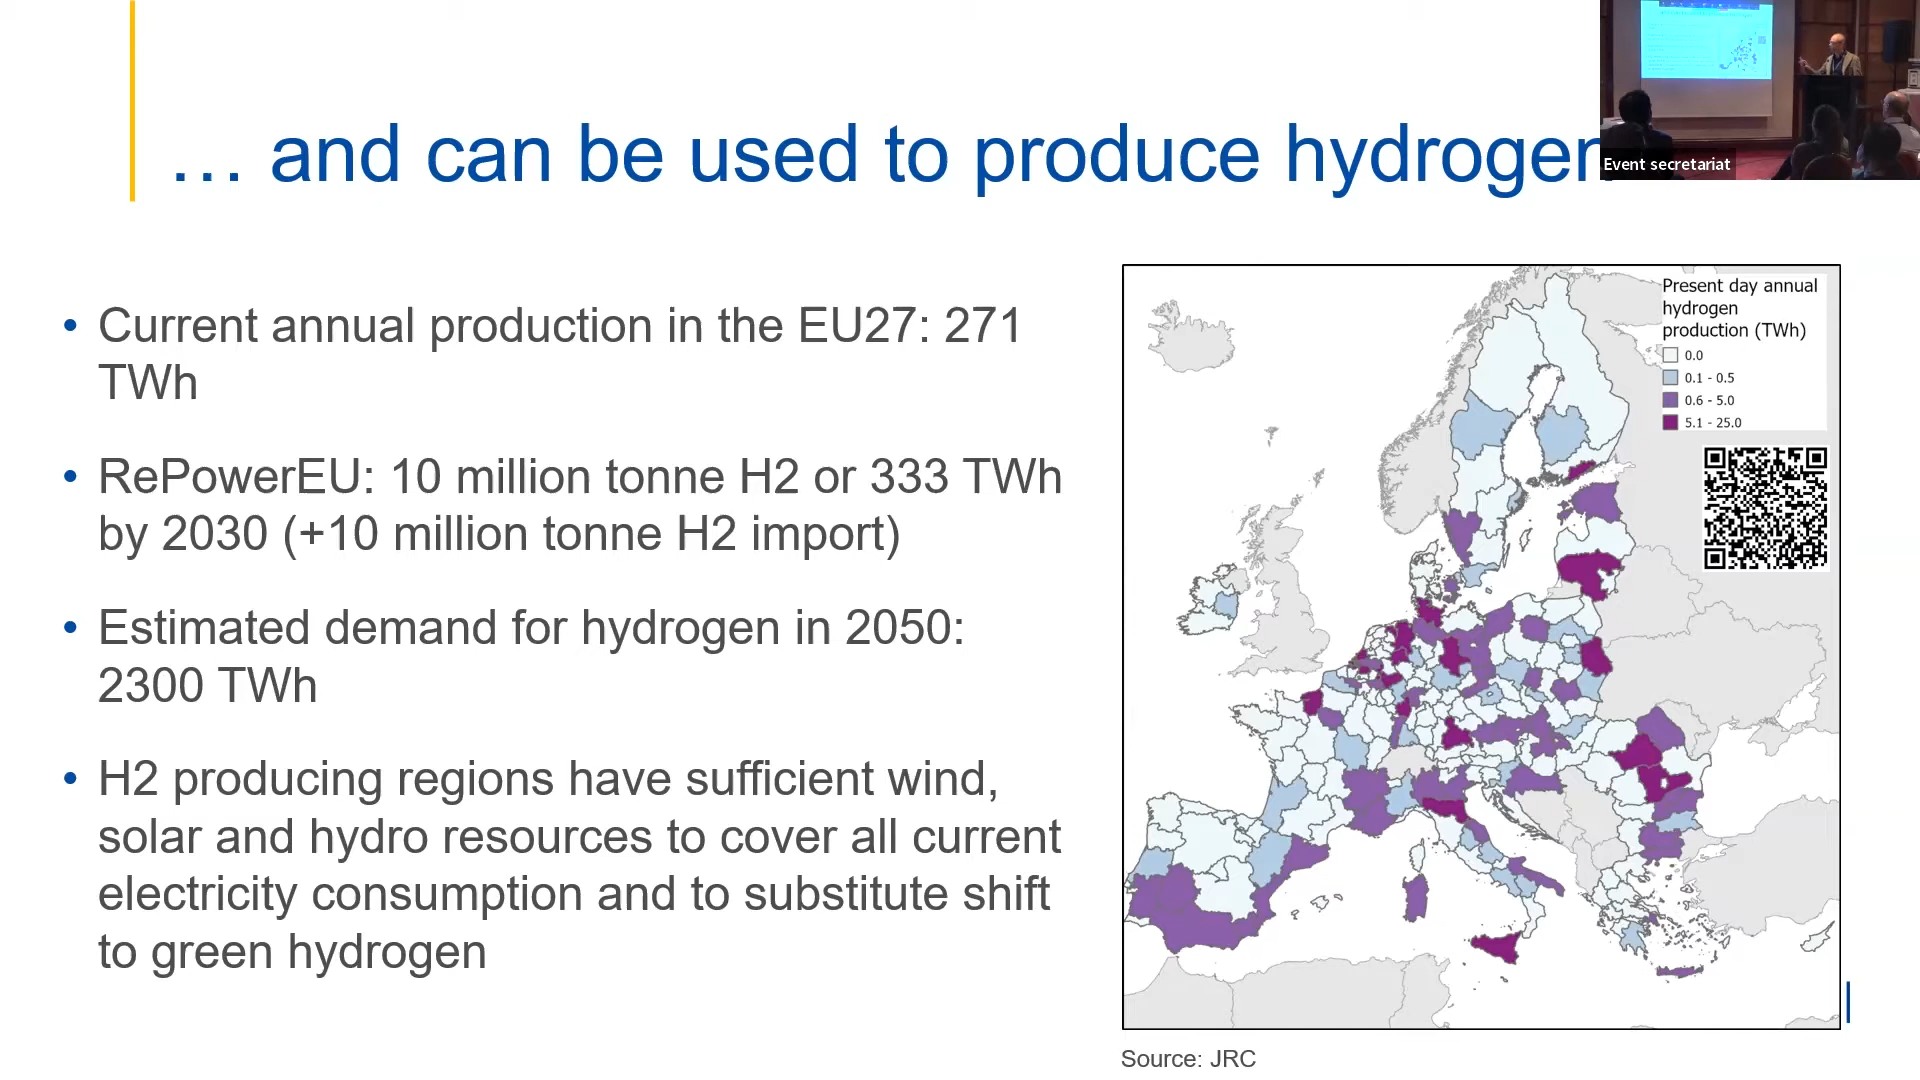 … and can be used to produce hydrogen
Event secretariat
• Current annual production in the EU27: 271
TWh
• RePowerEU: 10 million tonne H2 or 333 TWh
by 2030 (+10 million tonne H2 import)
• Estimated demand for hydrogen in 2050:
2300 TWh
• H2 producing regions have sufficient wind,
solar and hydro resources to cover all current
electricity consumption and to substitute shift
to green hydrogen
Present day annual
hydrogen
production (TWh)
0.0
0.1 - 0.5
0.6 - 5.0
5.1 - 25.0
Source: JRC